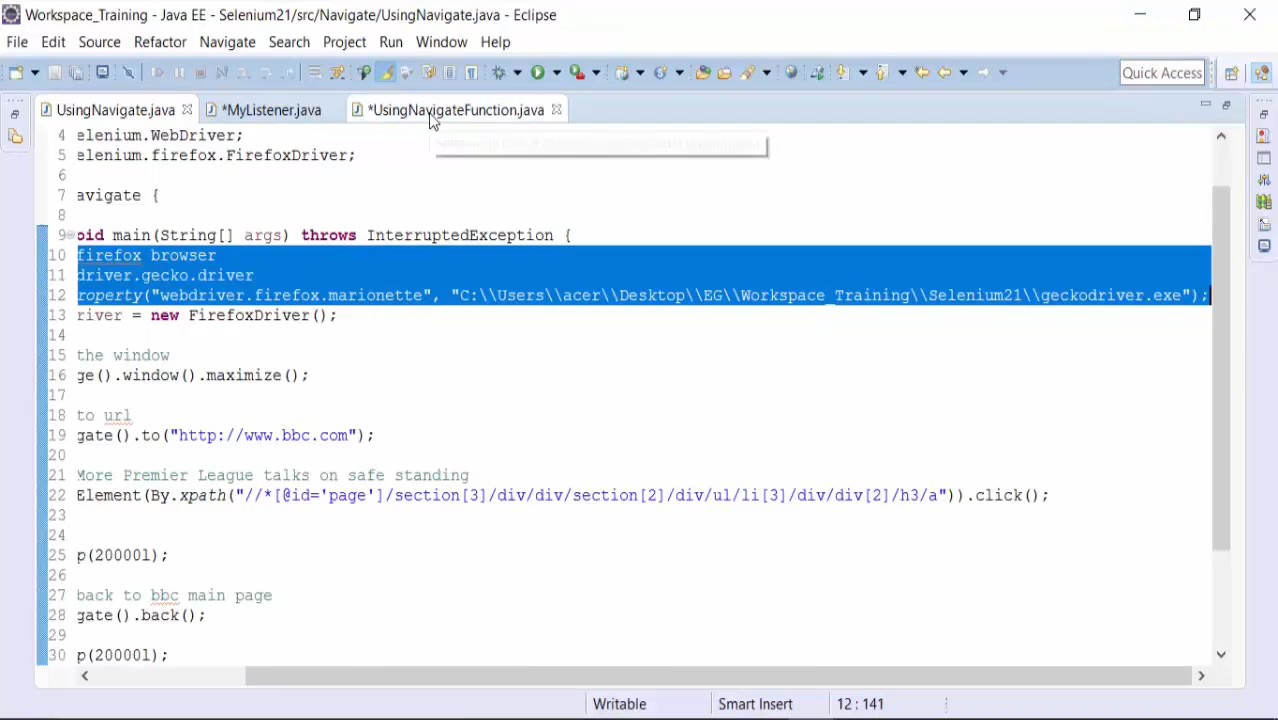 Workspace_Training - Java EE - Selenium21/src/Navigate/UsingNavigate.java - Eclipse
File Edit Source Refactor Navigate Search Project Run Window Help
Quick Access
UsingNavigate.java *MyListener.java *UsingNavigateFunction.java
4 elenium.WebDriver;
5 elenium.firefox.FirefoxDriver;
6
7 avigate {
8
9 oid main(String[] args) throws InterruptedException {
10 firefox browser
11 driver.gecko.driver
12 roperty("webdriver.firefox.marionette", "C:\\Users\\acer\\Desktop\\EG\\Workspace_Training\\Selenium21\\geckodriver.exe");
13 river = new FirefoxDriver();
14
15 the window
16 ge().window().maximize();
17
18 to url
19 gate().to("http://www.bbc.com");
20
21 More Premier League talks on safe standing
22 Element(By.xpath("//*[@id='page']/section[3]/div/div/section[2]/div/ul/li[3]/div/div[2]/h3/a")).click();
23
24
25 p(20000l);
26
27 back to bbc main page
28 gate().back();
29
30 p(20000l);
Writable Smart Insert 12 : 141